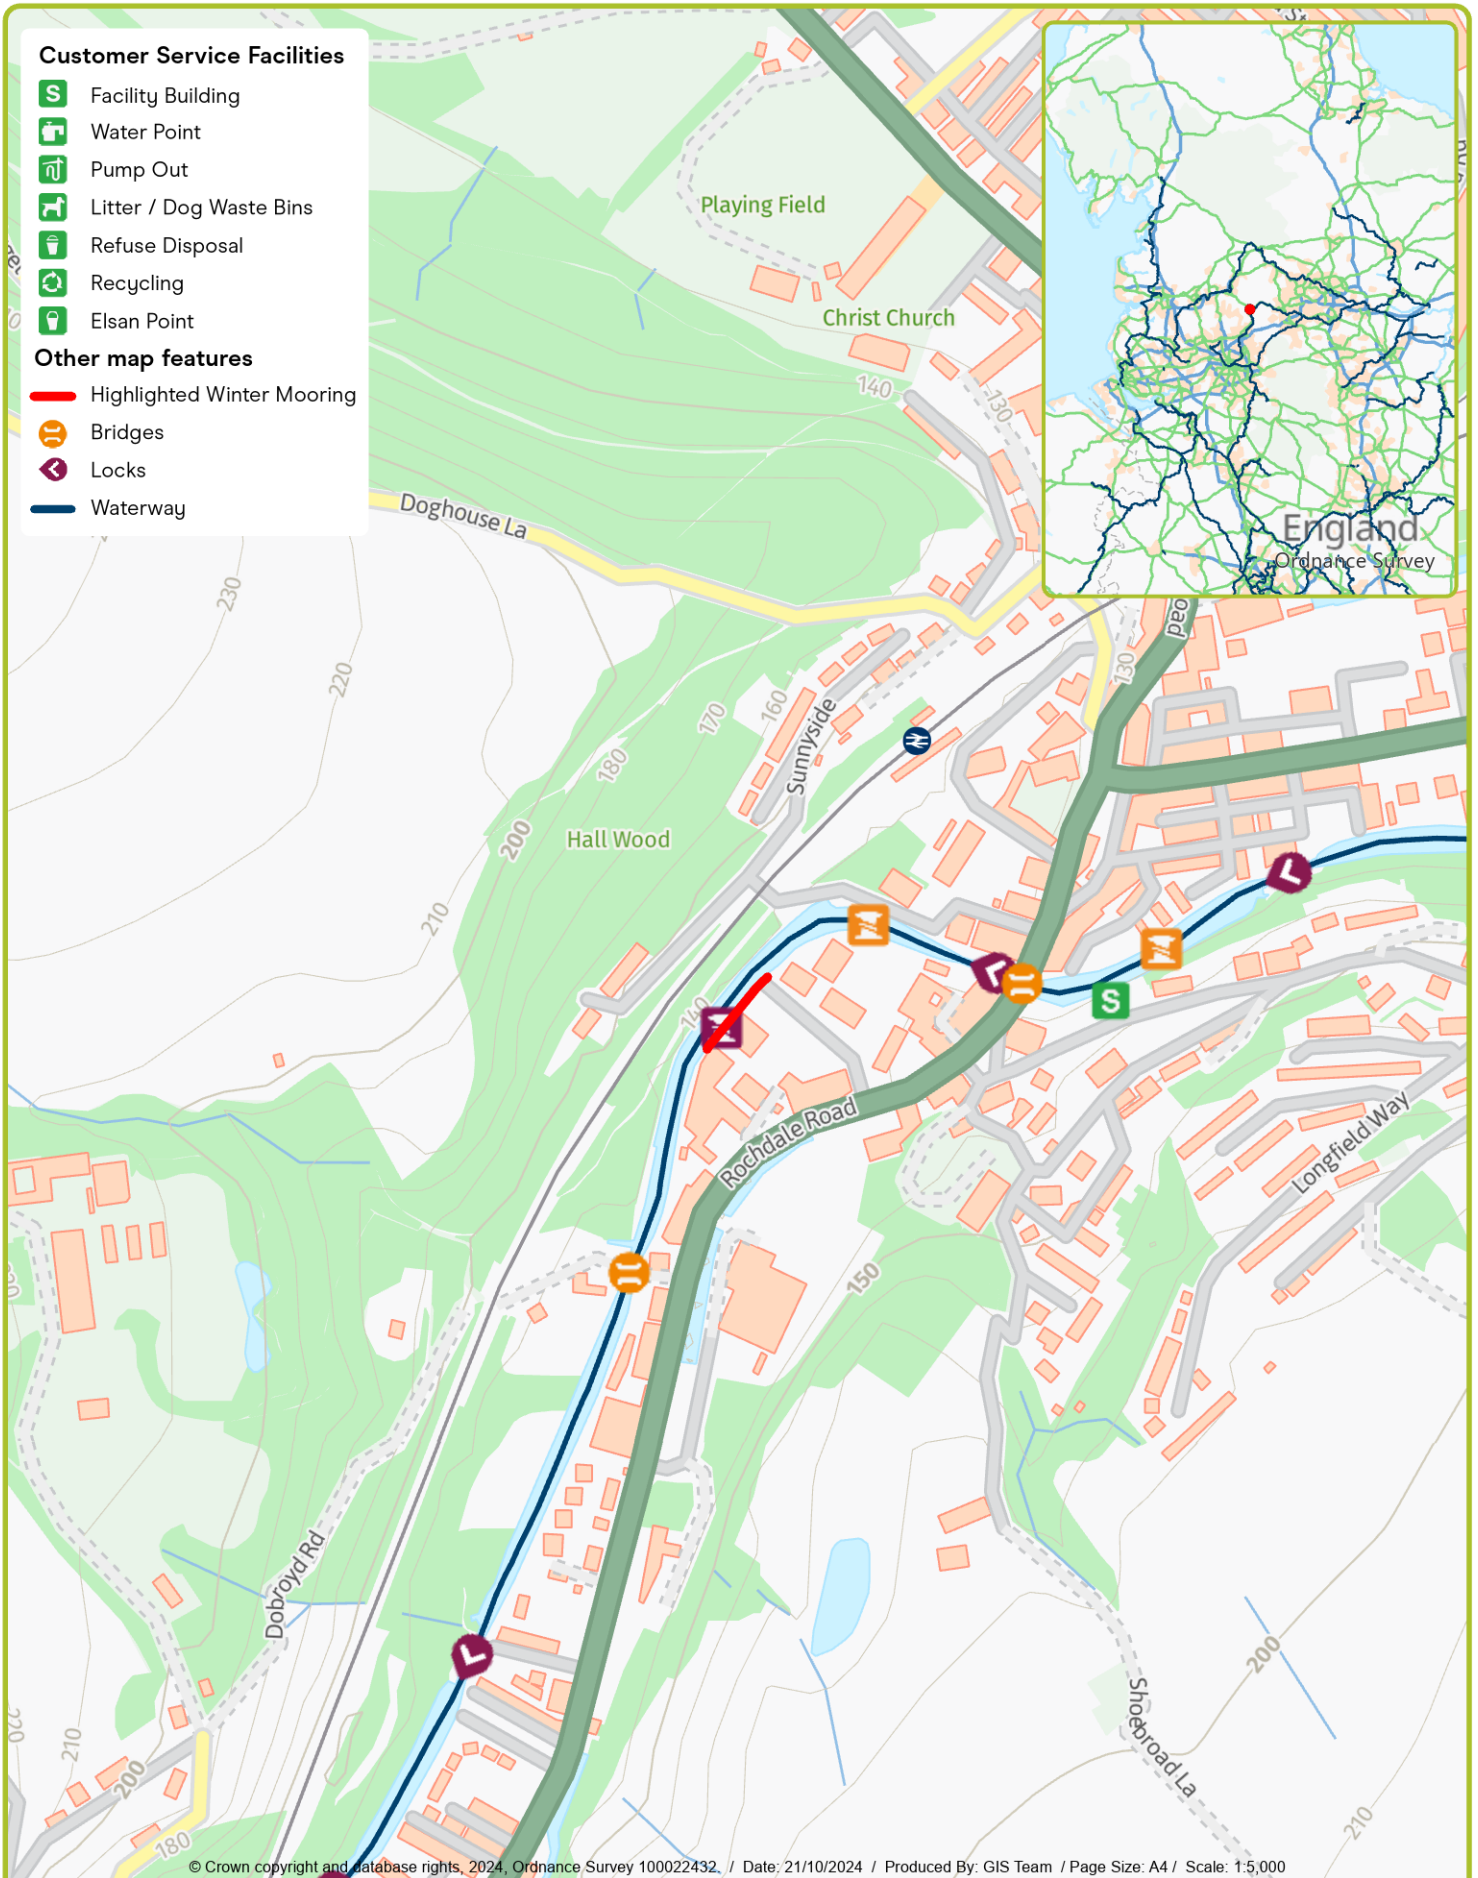 Customer Service Facilities
S Facility Building
Water Point
Pump Out
Litter / Dog Waste Bins
Refuse Disposal
Recycling
Elsan Point
Other map features
Highlighted Winter Mooring
Bridges
Locks
Waterway
Playing Field
Christ Church
140
130
England
Ordnance Survey
Doghouse La
230
220
210
200
180
170
160
130
oad
Sunnyside
Hall Wood
140
S
Rochdale Road
Longfield Way
150
Dobroyd Rd
Shoebroad La
200
210
220
210
200
180
© Crown copyright and database rights, 2024, Ordnance Survey 100022432. / Date: 21/10/2024 / Produced By: GIS Team / Page Size: A4 / Scale: 1:5,000